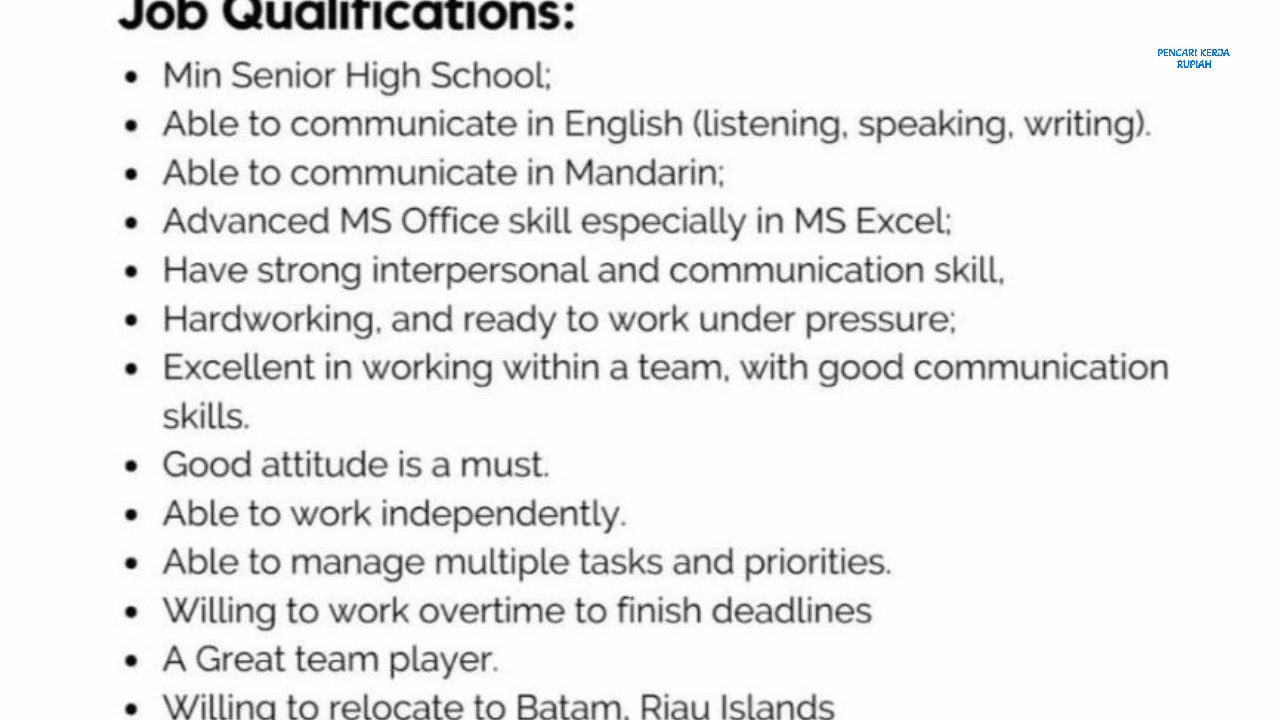 Job Qualifications:
PENCARI KERJA
RUPIAH
• Min Senior High School;
• Able to communicate in English (listening, speaking, writing).
• Able to communicate in Mandarin;
• Advanced MS Office skill especially in MS Excel;
• Have strong interpersonal and communication skill,
• Hardworking, and ready to work under pressure;
• Excellent in working within a team, with good communication
skills.
• Good attitude is a must.
• Able to work independently.
• Able to manage multiple tasks and priorities.
• Willing to work overtime to finish deadlines
• A Great team player.
• Willing to relocate to Batam, Riau Islands